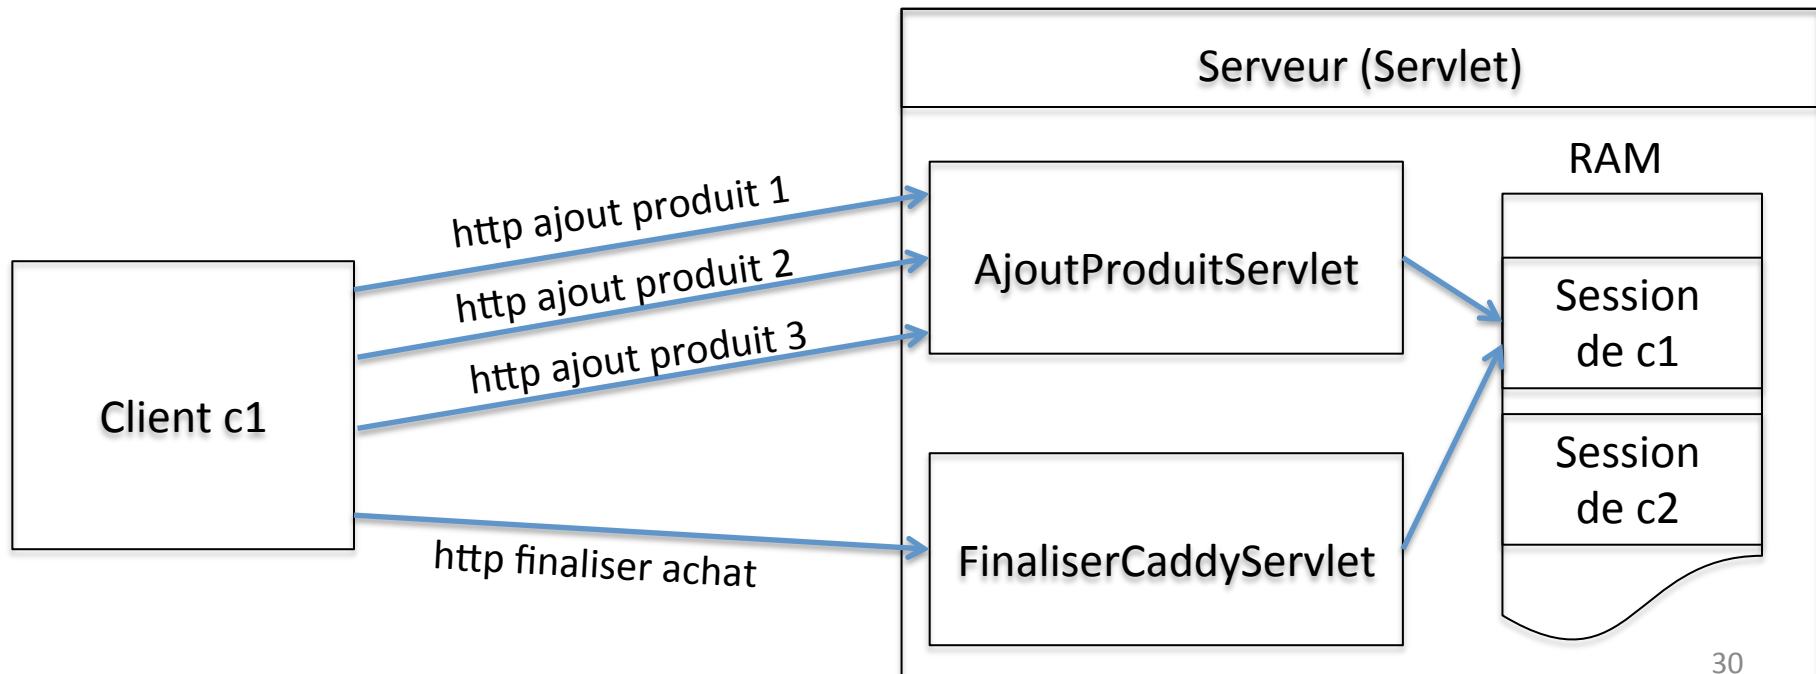 Serveur (Servlet)
RAM
http ajout produit 1
http ajout produit 2
http ajout produit 3
AjoutProduitServlet
Session
de c1
Client c1
Session
de c2
http finaliser achat
FinaliserCaddyServlet
30